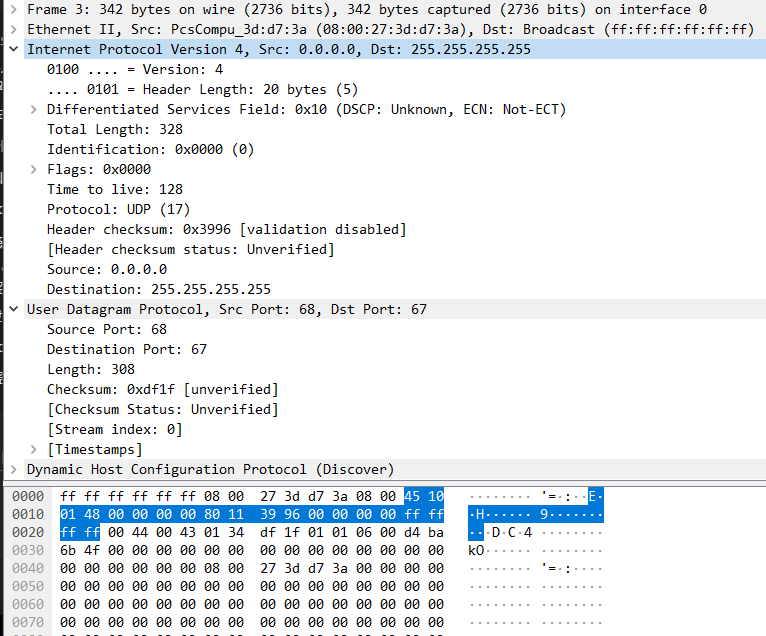 Frame 3: 342 bytes on wire (2736 bits), 342 bytes captured (2736 bits) on interface 0
Ethernet II, Src: PcsCompu_3d:d7:3a (08:00:27:3d:d7:3a), Dst: Broadcast (ff:ff:ff:ff:ff:ff)
Internet Protocol Version 4, Src: 0.0.0.0, Dst: 255.255.255.255
0100 .... = Version: 4
.... 0101 = Header Length: 20 bytes (5)
Differentiated Services Field: 0x10 (DSCP: Unknown, ECN: Not-ECT)
Total Length: 328
Identification: 0x0000 (0)
Flags: 0x0000
Time to live: 128
Protocol: UDP (17)
Header checksum: 0x3996 [validation disabled]
[Header checksum status: Unverified]
Source: 0.0.0.0
Destination: 255.255.255.255
User Datagram Protocol, Src Port: 68, Dst Port: 67
Source Port: 68
Destination Port: 67
Length: 308
Checksum: 0xdf1f [unverified]
[Checksum Status: Unverified]
[Stream index: 0]
[Timestamps]
Dynamic Host Configuration Protocol (Discover)
0000 ff ff ff ff ff ff 08 00 27 3d d7 3a 08 00 45 10 ········ '=·:··E·
0010 01 48 00 00 00 00 80 11 39 96 00 00 00 00 ff ff ·H······ 9·······
0020 ff ff 00 44 00 43 01 34 df 1f 01 01 06 00 d4 ba ···D·C·4 ········
0030 6b 4f 00 00 00 00 00 00 00 00 00 00 00 00 00 00 kO······ ········
0040 00 00 00 00 00 00 08 00 27 3d d7 3a 00 00 00 00 ········ '=·:····
0050 00 00 00 00 00 00 00 00 00 00 00 00 00 00 00 00 ········ ········
0060 00 00 00 00 00 00 00 00 00 00 00 00 00 00 00 00 ········ ········
0070 00 00 00 00 00 00 00 00 00 00 00 00 00 00 00 00 ········ ········